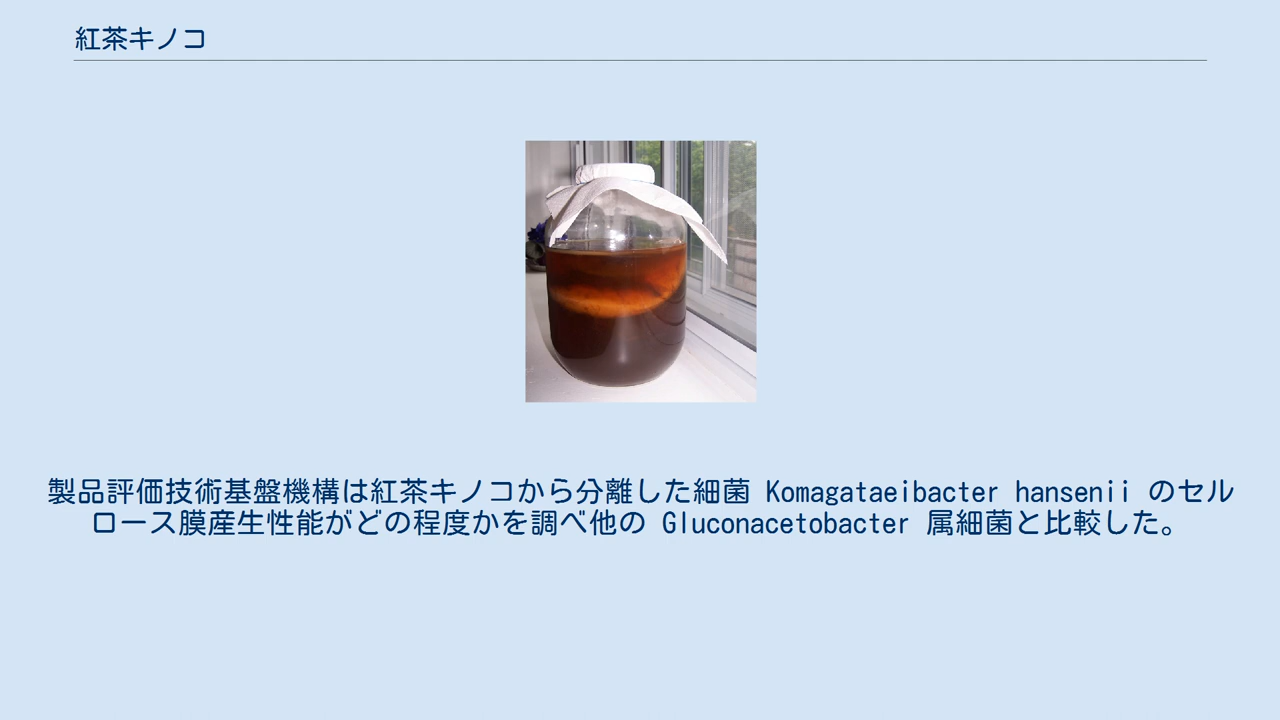 紅茶キノコ
製品評価技術基盤機構は紅茶キノコから分離した細菌 Komagataeibacter hansenii のセル
ロース膜産生性能がどの程度かを調べ他の Gluconacetobacter 属細菌と比較した。